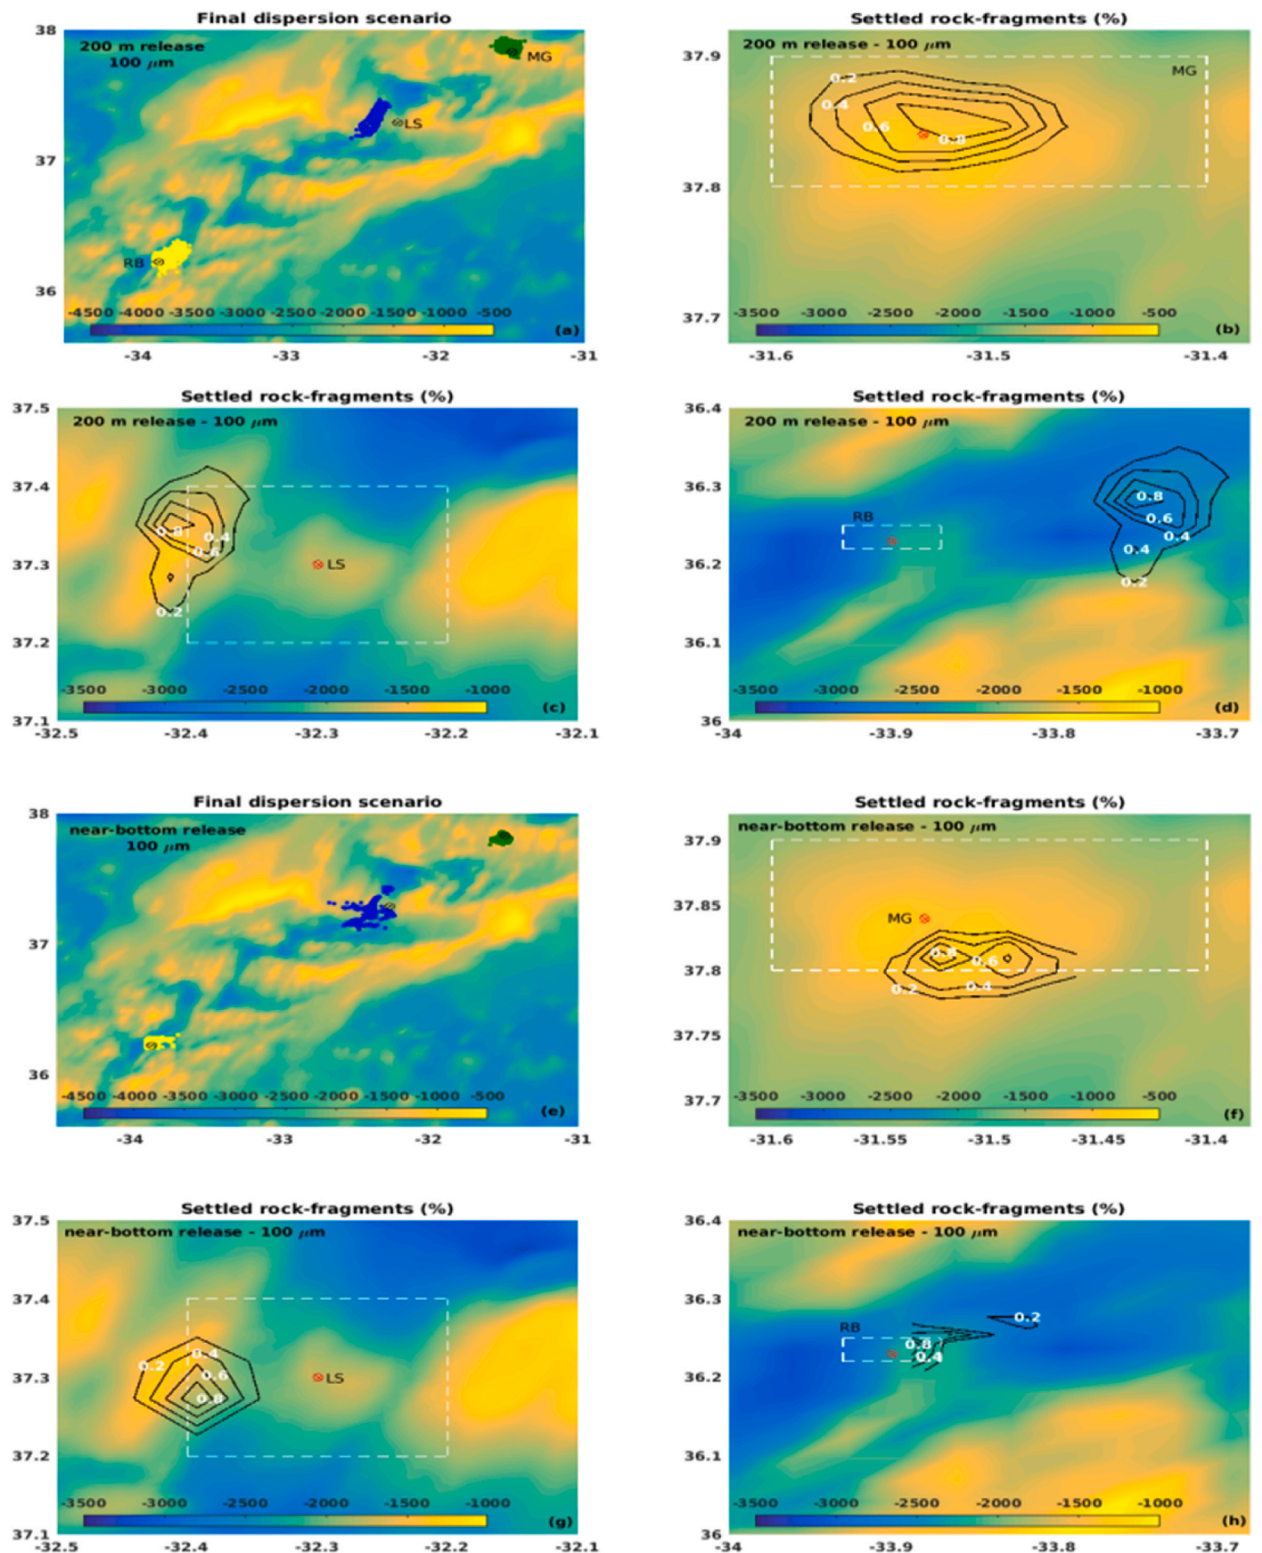 Final dispersion scenario
38
37
36
200 m release
100 μm
MG
LS
RB
-4500 -4000 -3500 -3000 -2500 -2000 -1500 -1000 -500
(a)
-34 -33 -32 -31
Settled rock-fragments (%)
200 m release - 100 μm
37.9
37.8
37.7
MG
0.2
0.4
0.6
0.8
-3500 -3000 -2500 -2000 -1500 -1000 -500
(b)
-31.6 -31.5 -31.4
Settled rock-fragments (%)
37.5
37.4
37.3
37.2
37.1
200 m release - 100 μm
0.8
0.4
0.6
LS
0.2
-3500 -3000 -2500 -2000 -1500 -1000
(c)
-32.5 -32.4 -32.3 -32.2 -32.1
Settled rock-fragments (%)
36.4
36.3
36.2
36.1
36
200 m release - 100 μm
RB
0.8
0.6
0.4
0.4
0.2
-3500 -3000 -2500 -2000 -1500 -1000
(d)
-34 -33.9 -33.8 -33.7
Final dispersion scenario
38
37
36
near-bottom release
100 μm
-4500 -4000 -3500 -3000 -2500 -2000 -1500 -1000 -500
(e)
-34 -33 -32 -31
Settled rock-fragments (%)
near-bottom release - 100 μm
37.9
37.85
37.8
37.75
37.7
MG
0.8
0.6
0.2
0.4
-3500 -3000 -2500 -2000 -1500 -1000 -500
(f)
-31.6 -31.55 -31.5 -31.45 -31.4
Settled rock-fragments (%)
37.5
37.4
37.3
37.2
37.1
near-bottom release - 100 μm
0.4
0.2
0.6
0.8
LS
-3500 -3000 -2500 -2000 -1500 -1000
(g)
-32.5 -32.4 -32.3 -32.2 -32.1
Settled rock-fragments (%)
36.4
36.3
36.2
36.1
36
near-bottom release - 100 μm
RB
0.2
0.8
0.4
-3500 -3000 -2500 -2000 -1500 -1000
(h)
-34 -33.9 -33.8 -33.7